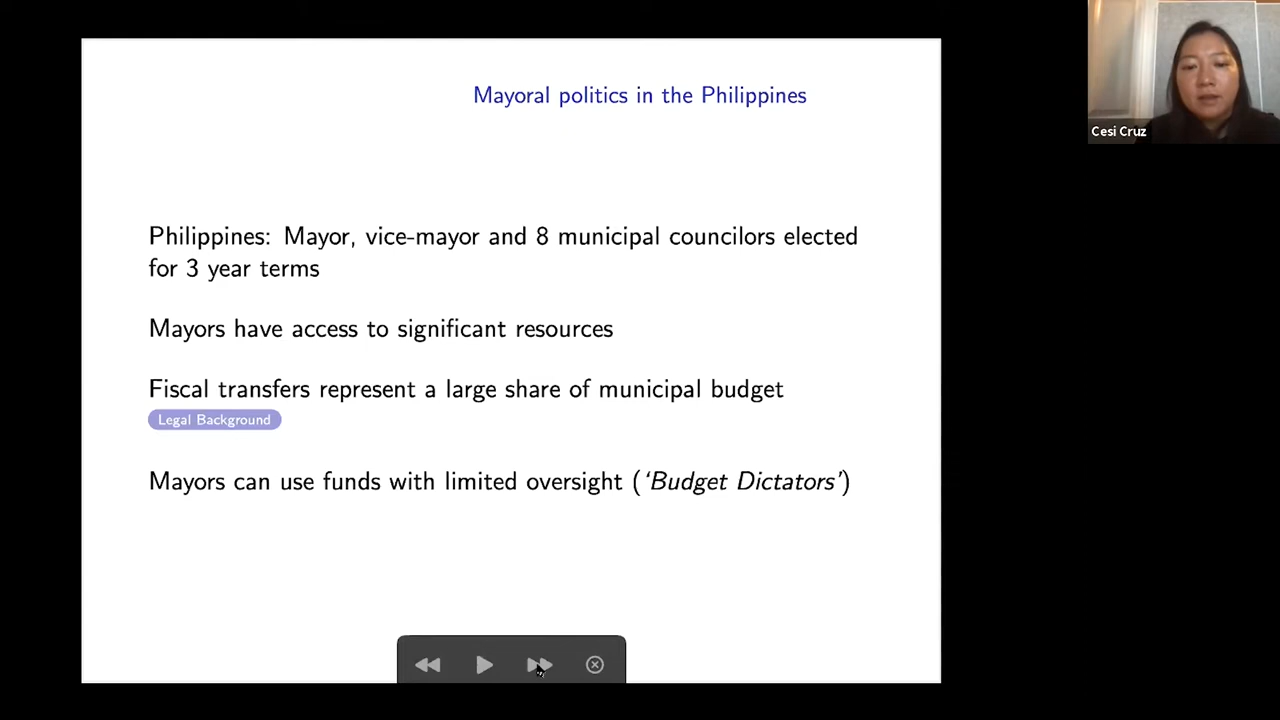 Mayoral politics in the Philippines
Cesi Cruz
Philippines: Mayor, vice-mayor and 8 municipal councilors elected
for 3 year terms
Mayors have access to significant resources
Fiscal transfers represent a large share of municipal budget
Legal Background
Mayors can use funds with limited oversight (‘Budget Dictators’)